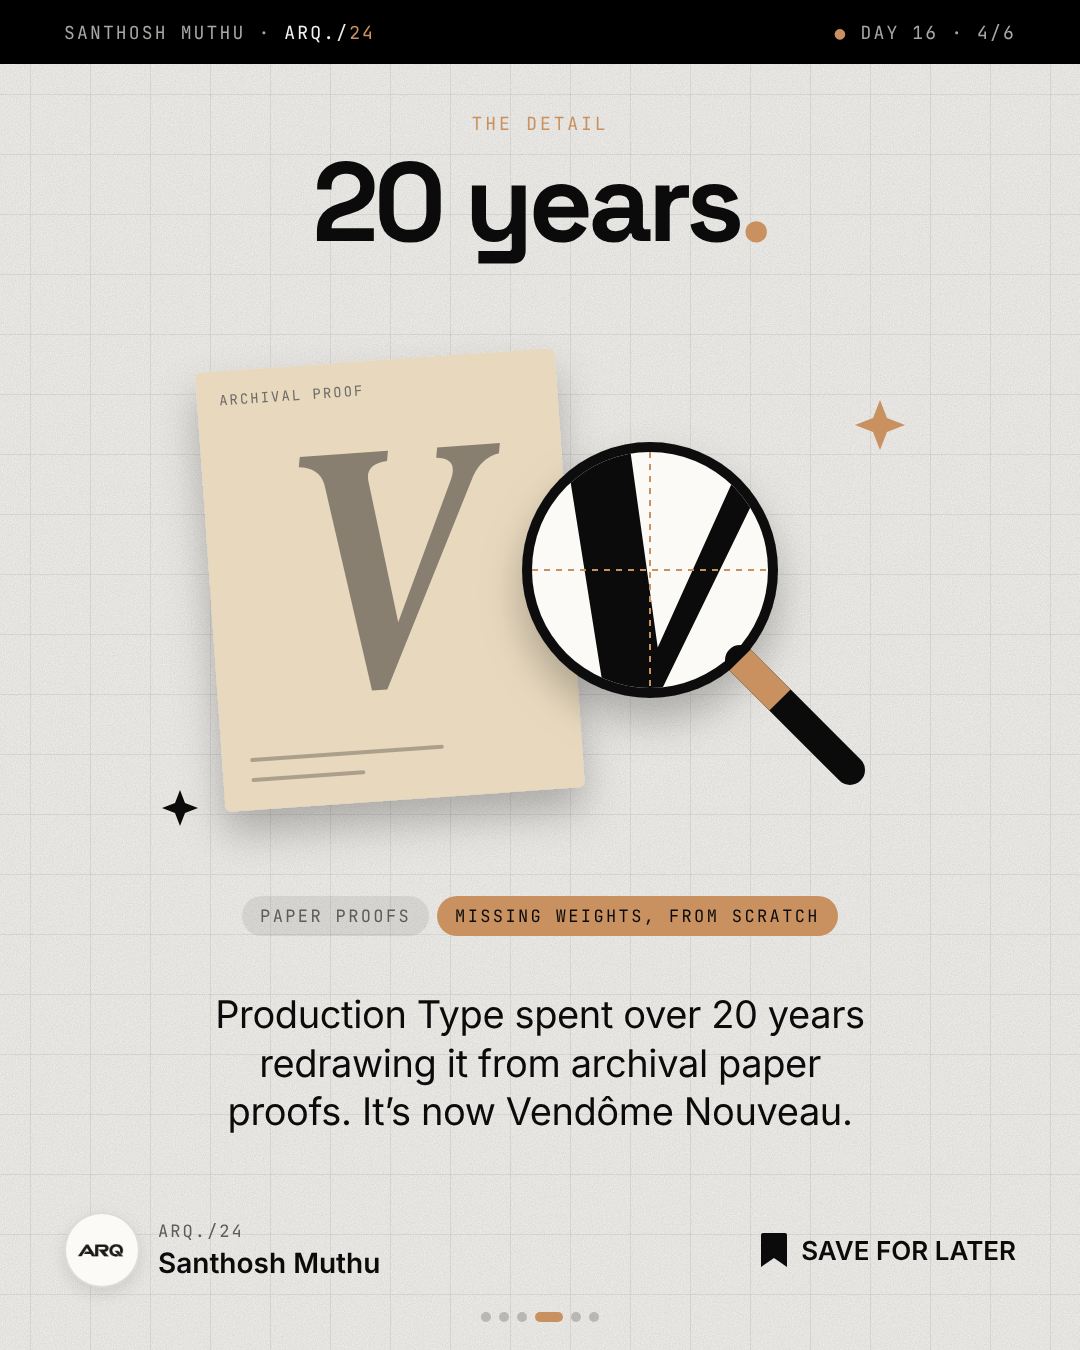 SANTHOSH MUTHU · ARQ./24
DAY 16 · 4/6
THE DETAIL
20 years.
ARCHIVAL PROOF
V
V
PAPER PROOFS
MISSING WEIGHTS, FROM SCRATCH
Production Type spent over 20 years
redrawing it from archival paper
proofs. It’s now Vendôme Nouveau.
ARQ
ARQ./24
Santhosh Muthu
SAVE FOR LATER